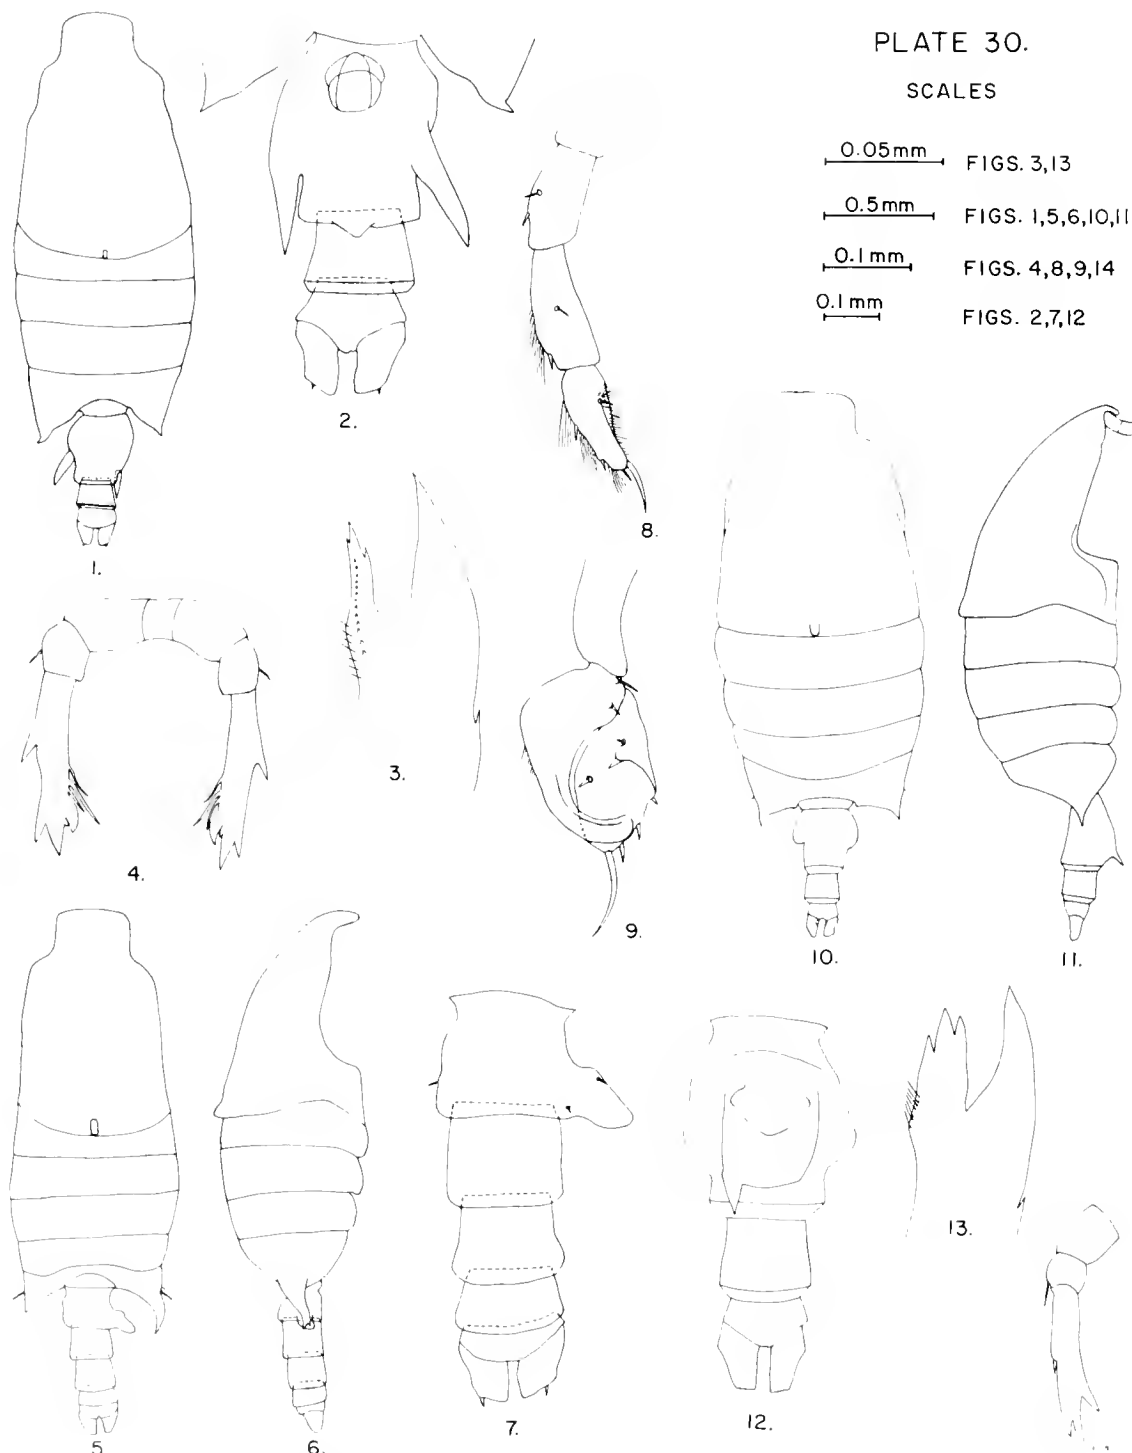 PLATE 30.
SCALES
0.05mm FIGS. 3,13
0.5mm FIGS. 1,5,6,10,11
0.1mm FIGS. 4,8,9,14
0.1mm FIGS. 2,7,12
1.
2.
3.
4.
8.
9.
10.
11.
5
6.
7.
12.
13.